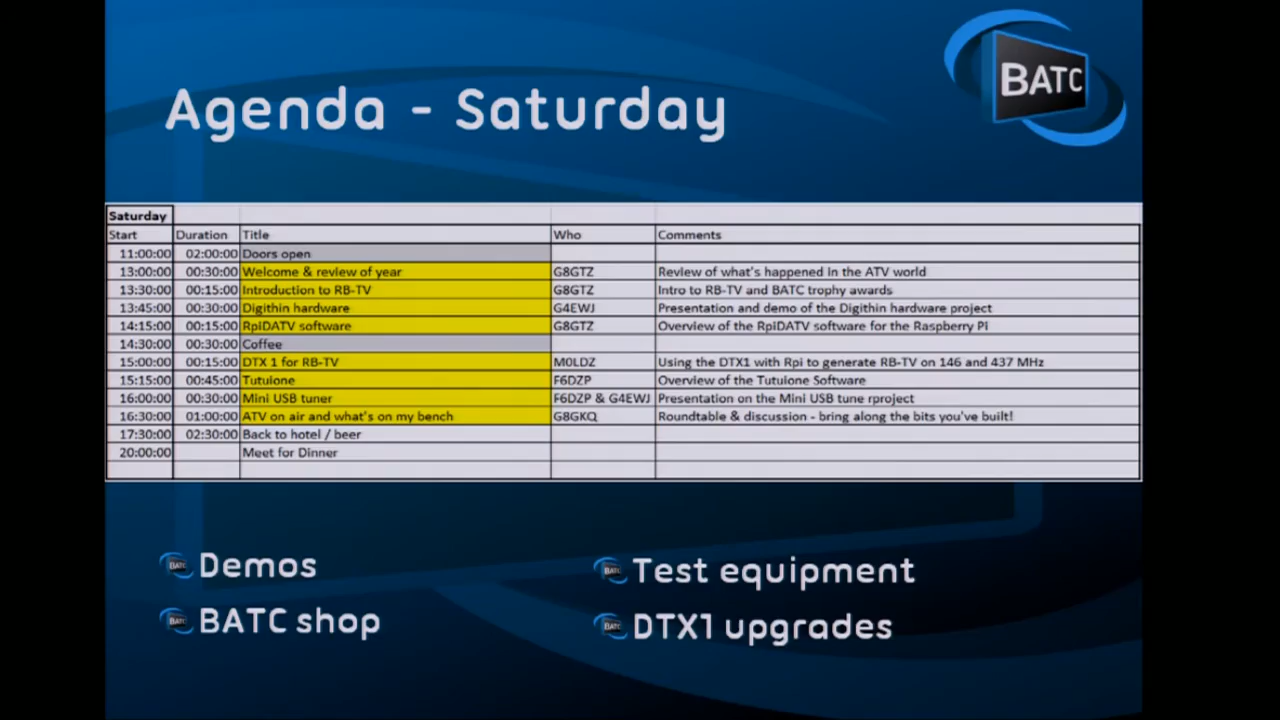 BATC
Agenda - Saturday
Saturday
Start Duration Title Who Comments
11:00:00 02:00:00 Doors open
13:00:00 00:30:00 Welcome & review of year G8GTZ Review of what's happened in the ATV world
13:30:00 00:15:00 Introduction to RB-TV G8GTZ Intro to RB-TV and BATC trophy awards
13:45:00 00:30:00 Digithin hardware G4EWJ Presentation and demo of the Digithin hardware project
14:15:00 00:15:00 RpiDATV software G8GTZ Overview of the RpiDATV software for the Raspberry Pi
14:30:00 00:30:00 Coffee
15:00:00 00:15:00 DTX 1 for RB-TV M0LDZ Using the DTX1 with Rpi to generate RB-TV on 146 and 437 MHz
15:15:00 00:45:00 Tutuione F6DZP Overview of the Tutuione Software
16:00:00 00:30:00 Mini USB tuner F6DZP & G4EWJ Presentation on the Mini USB tune rproject
16:30:00 01:00:00 ATV on air and what's on my bench G8GKQ Roundtable & discussion - bring along the bits you've built!
17:30:00 02:30:00 Back to hotel / beer
20:00:00 Meet for Dinner
BATC Demos
BATC Test equipment
BATC BATC shop
BATC DTX1 upgrades